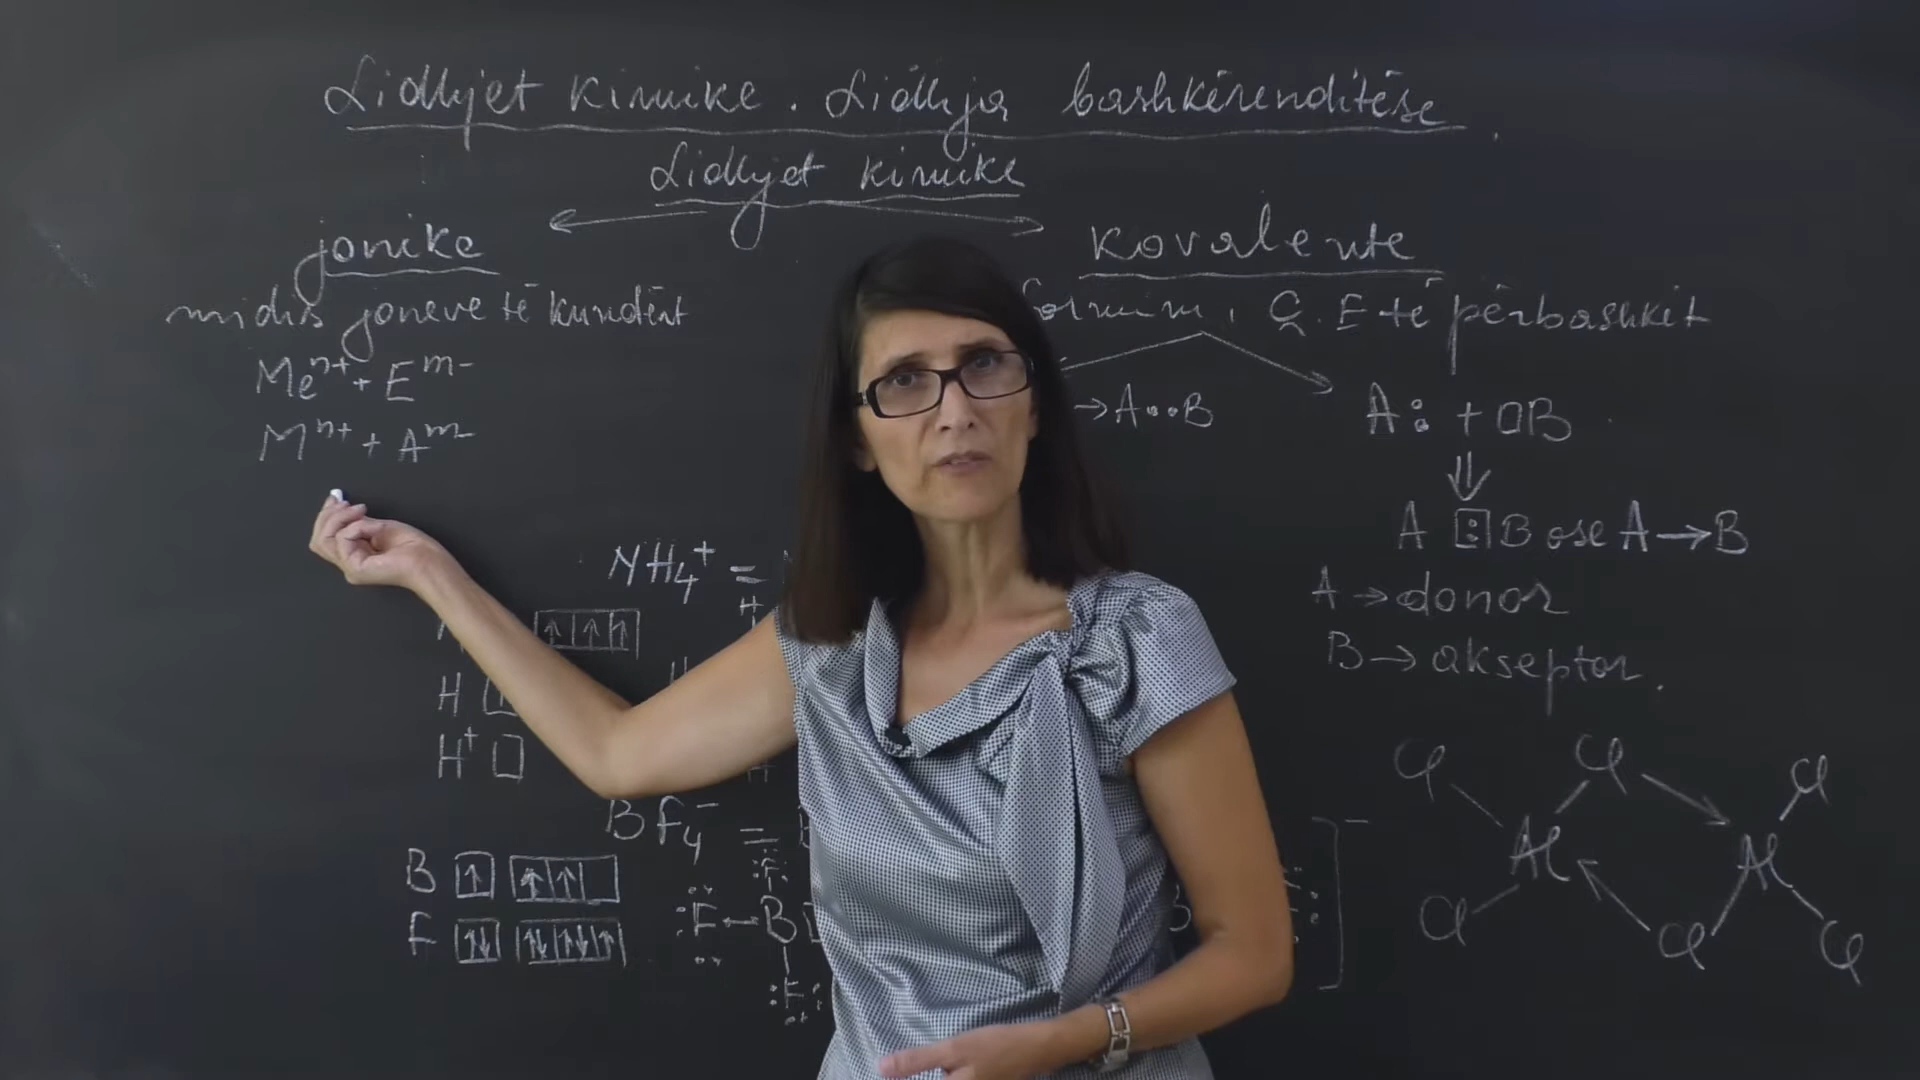 Lidhjet kimike. Lidhja bashkërenditëse
Lidhjet kimike
jonike
kovalente
midis joneve të kundërt
formimi Ç. E të përbashkët
Meⁿ⁺ + Eᵐ⁻
→ A••B
A: + □B
Mⁿ⁺ + Aᵐ⁻
⇓
A [:] B ose A → B
NH₄⁺ =
A → donor
H
↑ ↑ ↑
B → akseptor.
H
H
H⁺ □
H
Cl Cl Cl
BF₄⁻ =
Al Al
B ↑ ↑ ↑
F ↑↓ ↑↓ ↑↓ ↑
F
:F–B
]⁻
Cl Cl Cl
:F: